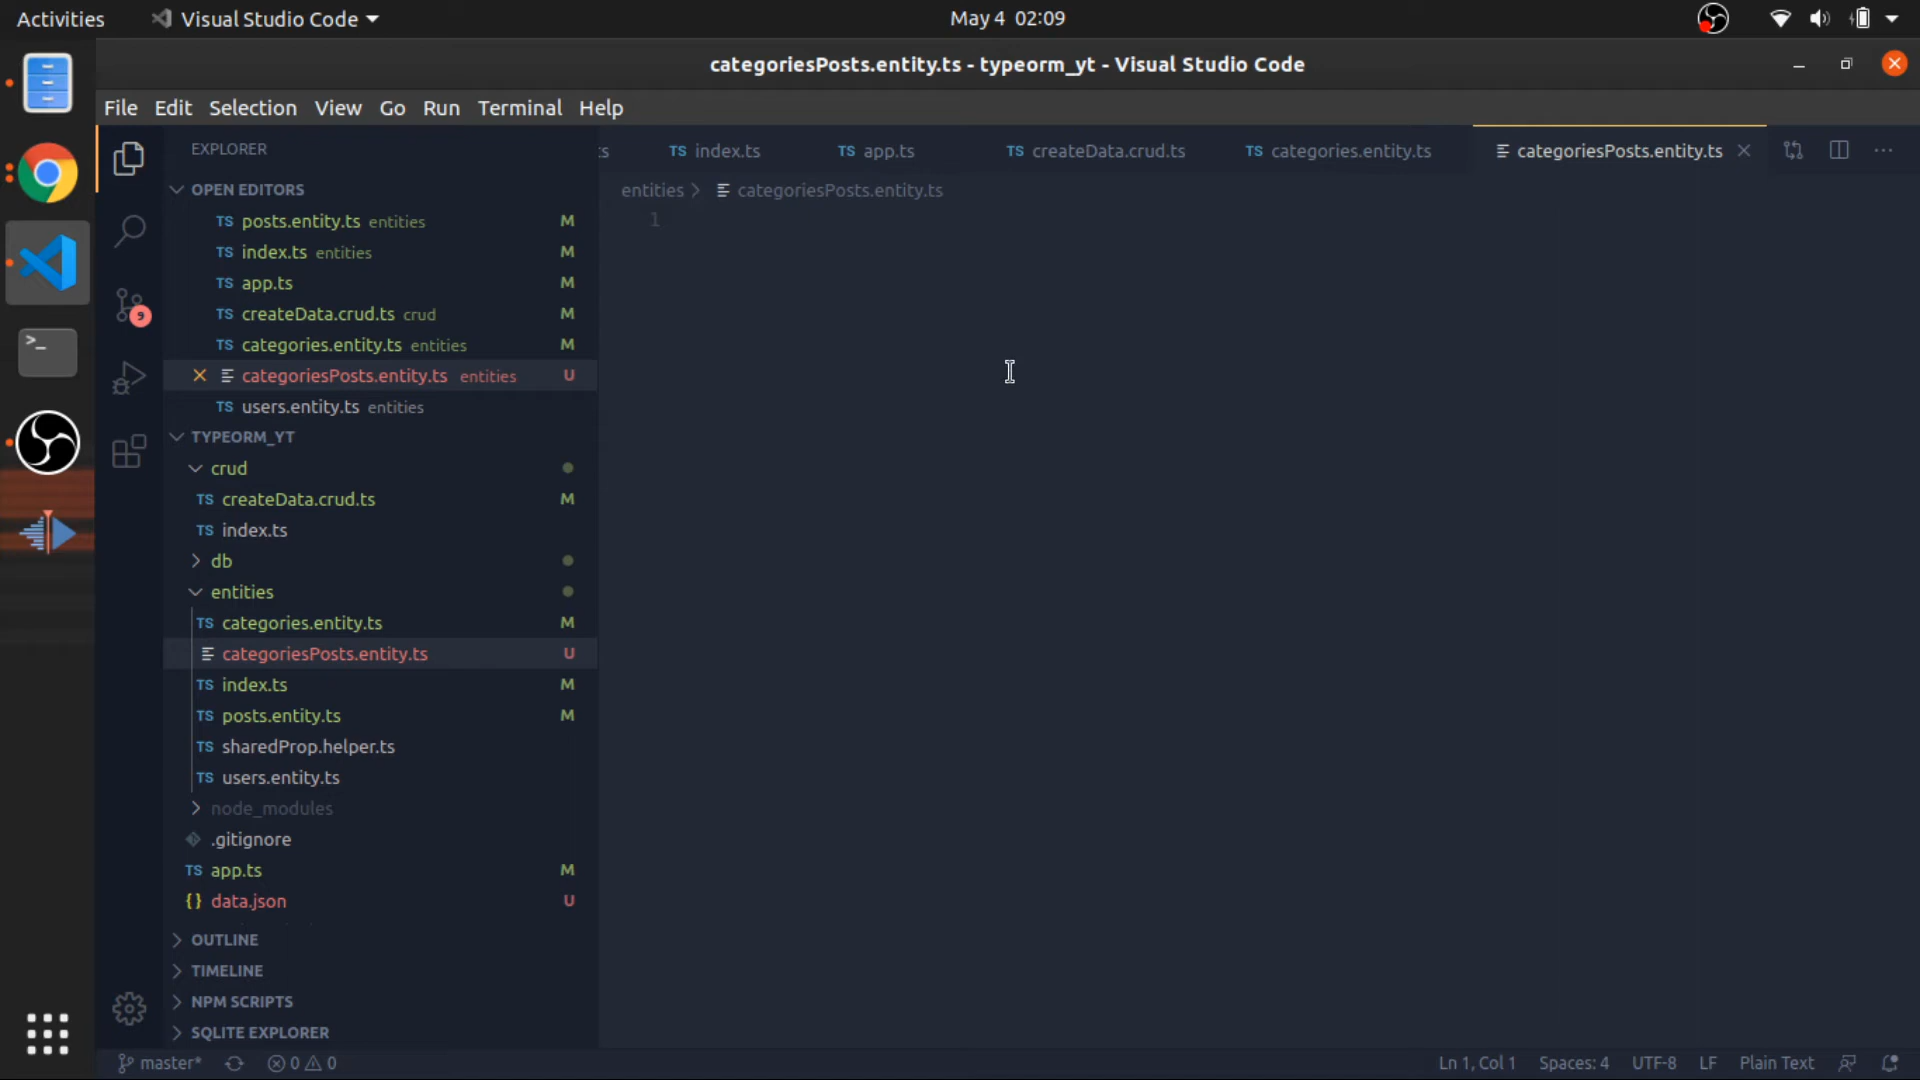 Activities Visual Studio Code May 4 02:09
categoriesPosts.entity.ts - typeorm_yt - Visual Studio Code
File Edit Selection View Go Run Terminal Help
EXPLORER
ts TS index.ts TS app.ts TS createData.crud.ts TS categories.entity.ts categoriesPosts.entity.ts
OPEN EDITORS
entities > categoriesPosts.entity.ts
1
TS posts.entity.ts entities M
TS index.ts entities M
TS app.ts M
TS createData.crud.ts crud M
9
TS categories.entity.ts entities M
categoriesPosts.entity.ts entities U
TS users.entity.ts entities
TYPEORM_YT
crud
TS createData.crud.ts M
TS index.ts
db
entities
TS categories.entity.ts M
categoriesPosts.entity.ts U
TS index.ts M
TS posts.entity.ts M
TS sharedProp.helper.ts
TS users.entity.ts
node_modules
.gitignore
TS app.ts M
{} data.json U
OUTLINE
TIMELINE
NPM SCRIPTS
SQLITE EXPLORER
master* 0 0 Ln 1, Col 1 Spaces: 4 UTF-8 LF Plain Text